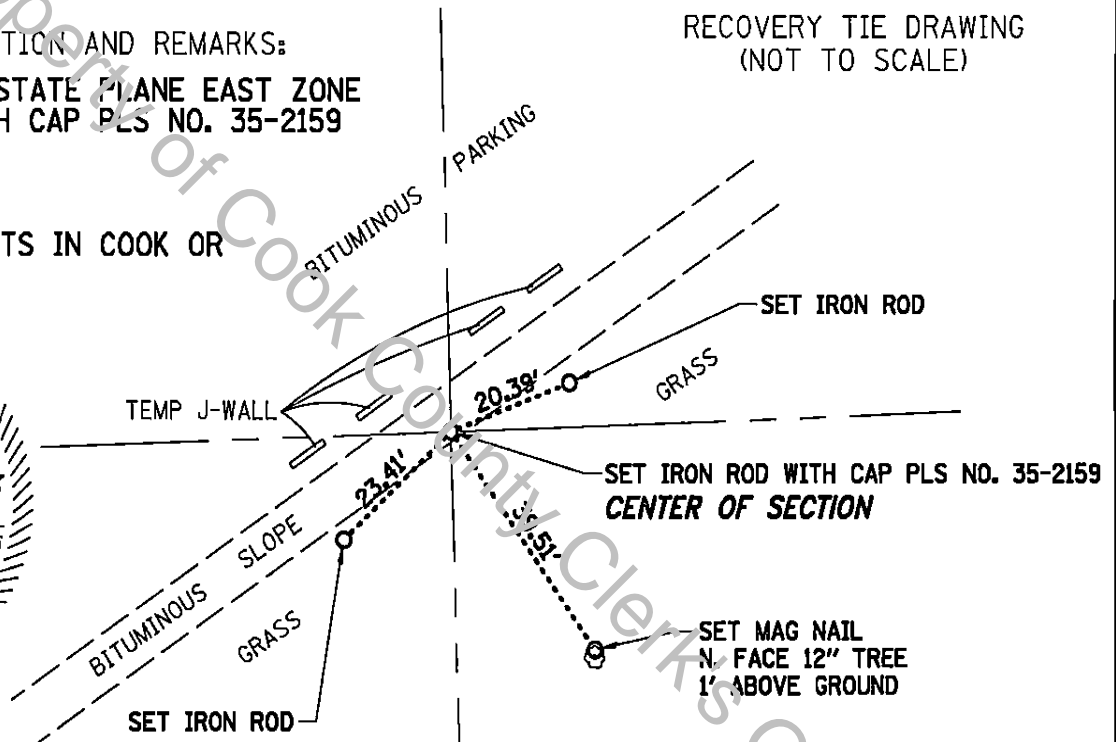 TION AND REMARKS:
STATE PLANE EAST ZONE
H CAP PLS NO. 35-2159
TS IN COOK OR
RECOVERY TIE DRAWING
(NOT TO SCALE)
BITUMINOUS PARKING
SET IRON ROD
GRASS
20.39'
TEMP J-WALL
23.41'
SET IRON ROD WITH CAP PLS NO. 35-2159
CENTER OF SECTION
.51'
BITUMINOUS SLOPE
GRASS
SET IRON ROD
SET MAG NAIL
N. FACE 12" TREE
1' ABOVE GROUND
Property of Cook County Clerk's